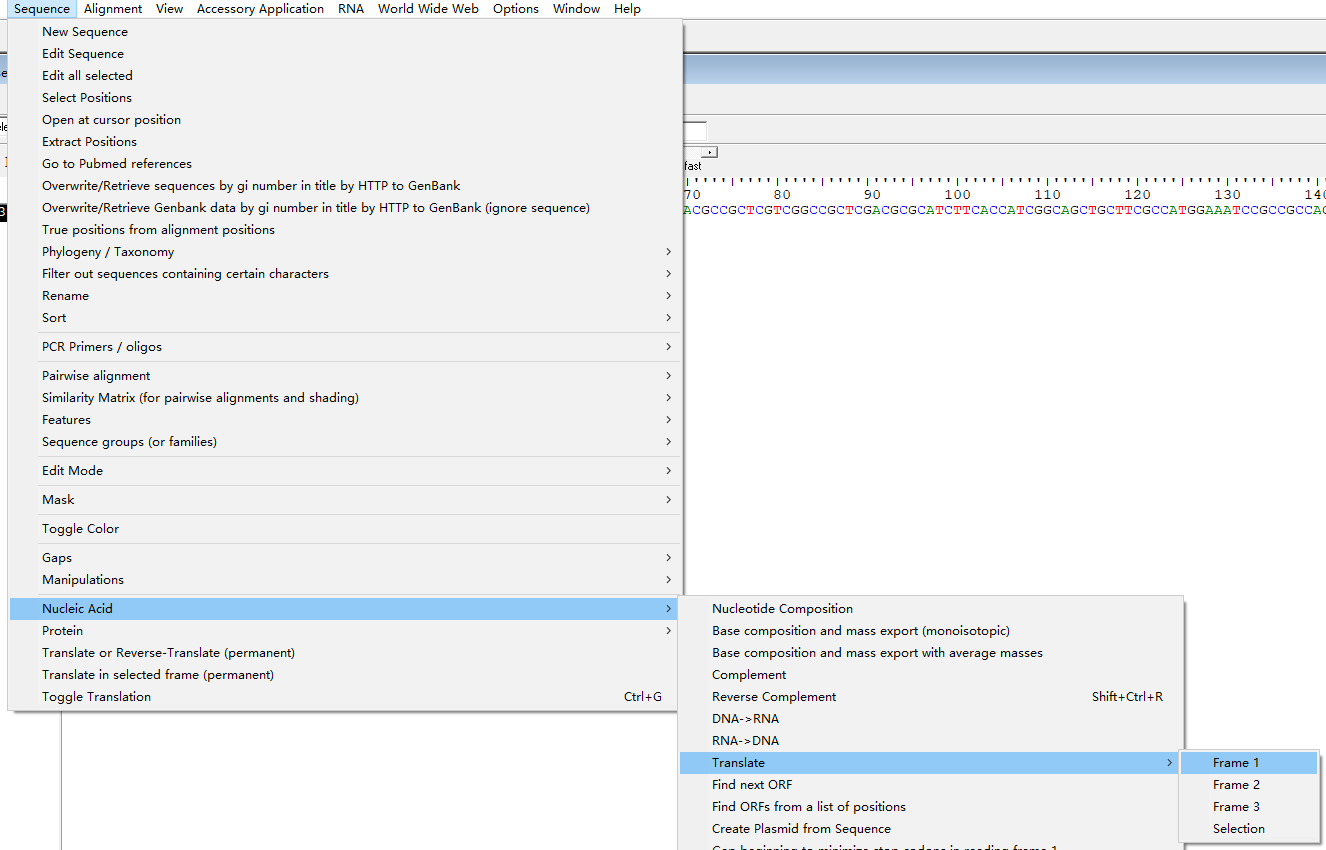 Sequence Alignment View Accessory Application RNA World Wide Web Options Window Help
New Sequence
Edit Sequence
Edit all selected
Select Positions
Open at cursor position
Extract Positions
Go to Pubmed references
fast
Overwrite/Retrieve sequences by gi number in title by HTTP to GenBank
70 80 90 100 110 120 130 140
Overwrite/Retrieve Genbank data by gi number in title by HTTP to GenBank (ignore sequence)
3
ACGCCGCTCGTCGGCCGCTCGACGCGCATCTTCACCATCGGCAGCTGCTTCGCCATGGAAATCCGCCGCCAG
True positions from alignment positions
Phylogeny / Taxonomy
Filter out sequences containing certain characters
Rename
Sort
PCR Primers / oligos
Pairwise alignment
Similarity Matrix (for pairwise alignments and shading)
Features
Sequence groups (or families)
Edit Mode
Mask
Toggle Color
Gaps
Manipulations
Nucleic Acid
Protein
Translate or Reverse-Translate (permanent)
Translate in selected frame (permanent)
Toggle Translation Ctrl+G
Nucleotide Composition
Base composition and mass export (monoisotopic)
Base composition and mass export with average masses
Complement
Reverse Complement Shift+Ctrl+R
DNA->RNA
RNA->DNA
Translate
Find next ORF
Find ORFs from a list of positions
Create Plasmid from Sequence
Frame 1
Frame 2
Frame 3
Selection